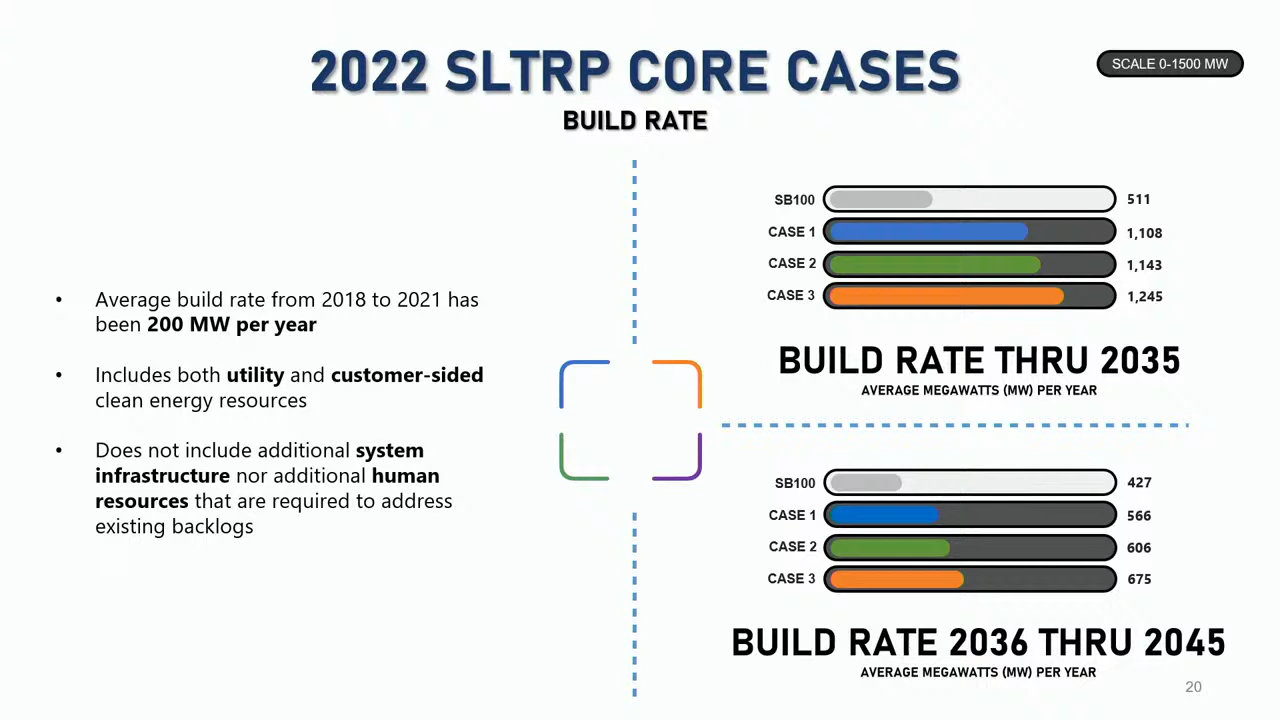 2022 SLTRP CORE CASES
SCALE 0-1500 MW
BUILD RATE
• Average build rate from 2018 to 2021 has
been 200 MW per year
• Includes both utility and customer-sided
clean energy resources
• Does not include additional system
infrastructure nor additional human
resources that are required to address
existing backlogs
SB100 511
CASE 1 1,108
CASE 2 1,143
CASE 3 1,245
BUILD RATE THRU 2035
AVERAGE MEGAWATTS (MW) PER YEAR
SB100 427
CASE 1 566
CASE 2 606
CASE 3 675
BUILD RATE 2036 THRU 2045
AVERAGE MEGAWATTS (MW) PER YEAR
20